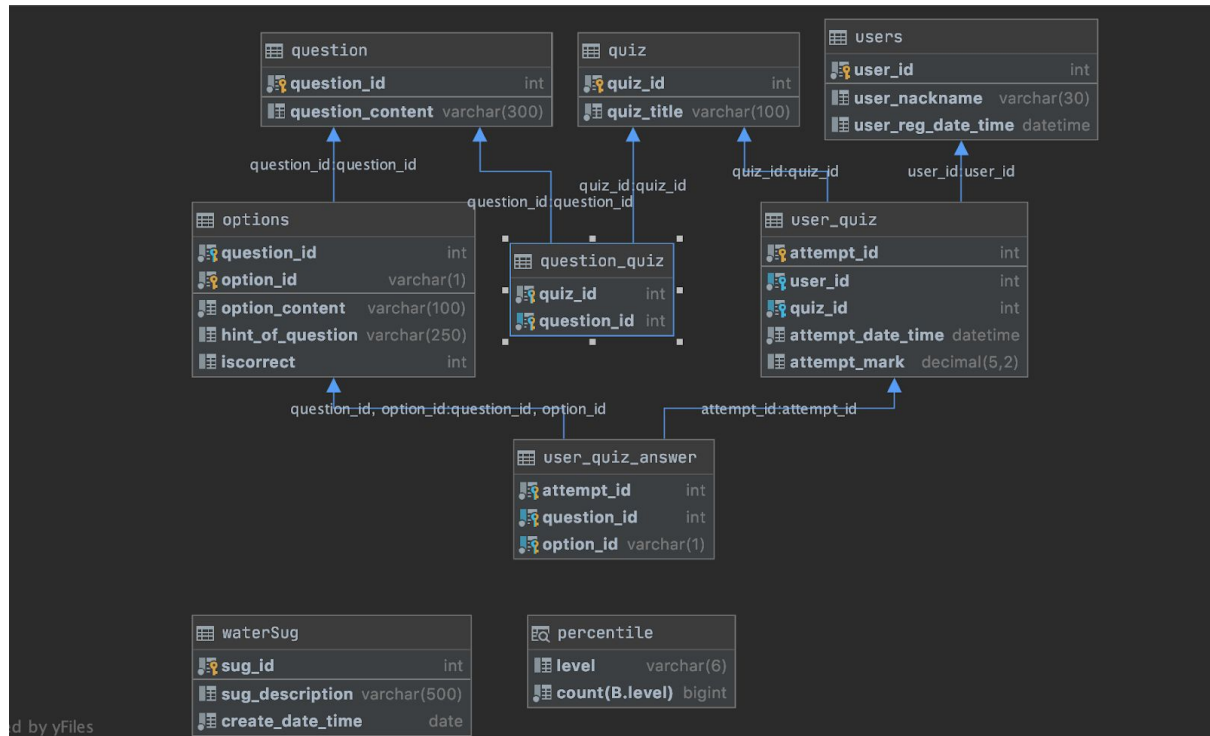 question
question_id int
question_content varchar(300)
quiz
quiz_id int
quiz_title varchar(100)
users
user_id int
user_nackname varchar(30)
user_reg_date_time datetime
question_id:question_id
question_id:question_id
quiz_id:quiz_id
quiz_id:quiz_id
user_id:user_id
options
question_id int
option_id varchar(1)
option_content varchar(100)
hint_of_question varchar(250)
iscorrect int
question_quiz
quiz_id int
question_id int
user_quiz
attempt_id int
user_id int
quiz_id int
attempt_date_time datetime
attempt_mark decimal(5,2)
question_id, option_id:question_id, option_id
attempt_id:attempt_id
user_quiz_answer
attempt_id int
question_id int
option_id varchar(1)
waterSug
sug_id int
sug_description varchar(500)
create_date_time date
percentile
level varchar(6)
count(B.level) bigint
ed by yFiles